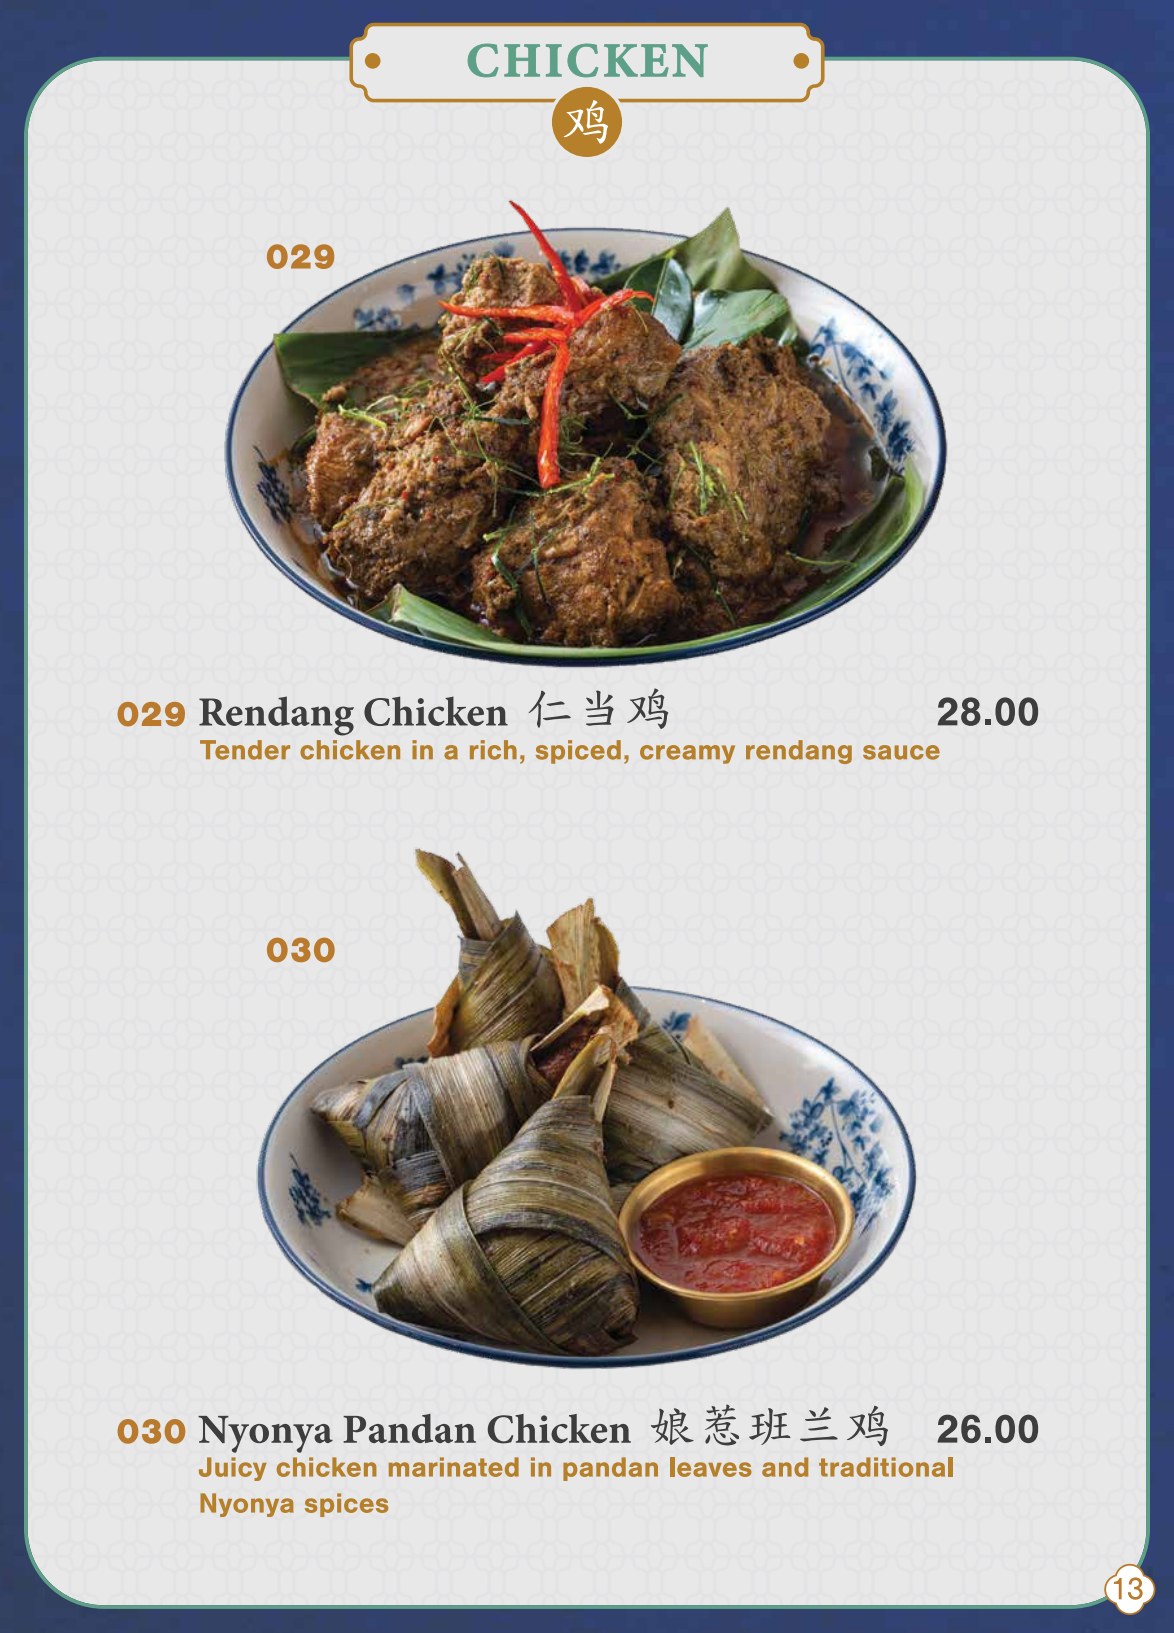 CHICKEN
鸡
029
029 Rendang Chicken 仁当鸡 28.00
Tender chicken in a rich, spiced, creamy rendang sauce
030
030 Nyonya Pandan Chicken 娘惹班兰鸡 26.00
Juicy chicken marinated in pandan leaves and traditional
Nyonya spices
13